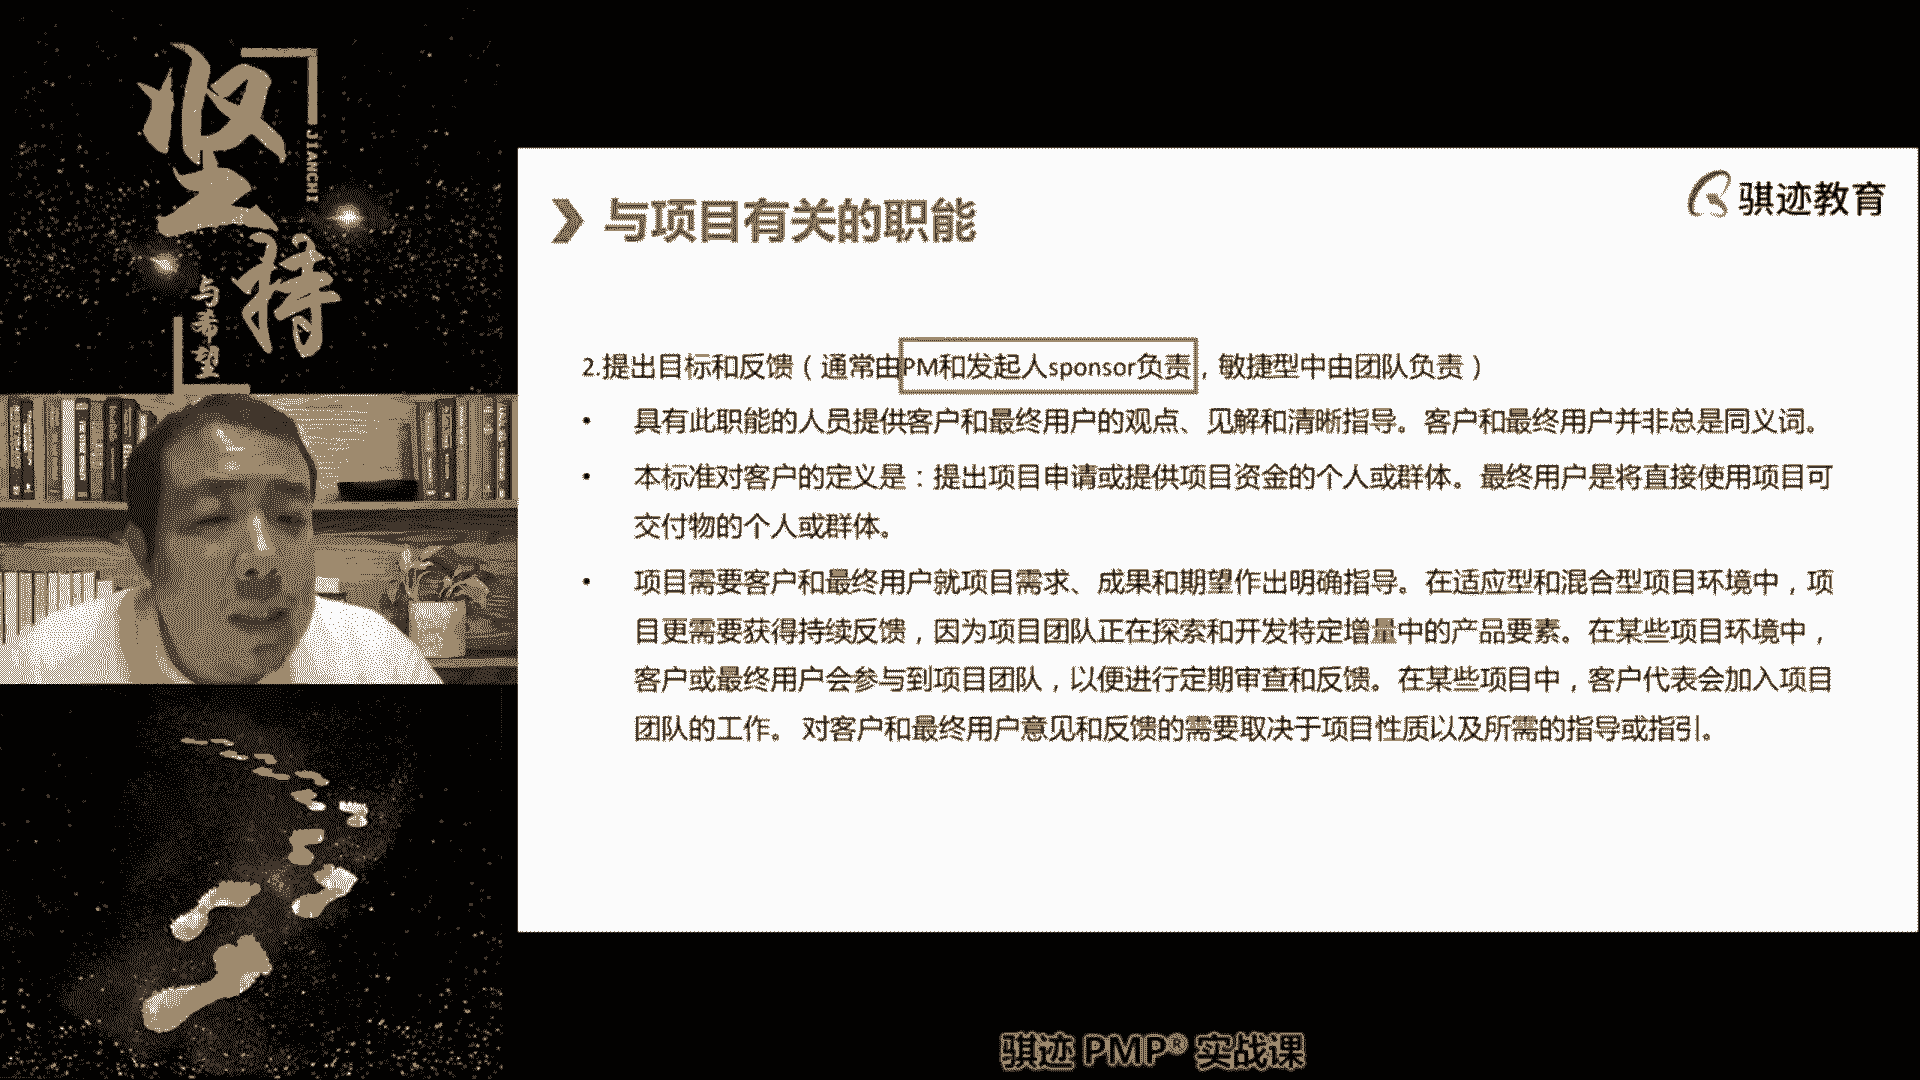 坚持
JIANCHI
与希望
骐迹教育
与项目有关的职能
2.提出目标和反馈（通常由PM和发起人sponsor负责，敏捷型中由团队负责）
• 具有此职能的人员提供客户和最终用户的观点、见解和清晰指导。客户和最终用户并非总是同义词。
• 本标准对客户的定义是：提出项目申请或提供项目资金的个人或群体。最终用户是将直接使用项目可
交付物的个人或群体。
• 项目需要客户和最终用户就项目需求、成果和期望作出明确指导。在适应型和混合型项目环境中，项
目更需要获得持续反馈，因为项目团队正在探索和开发特定增量中的产品要素。在某些项目环境中，
客户或最终用户会参与到项目团队，以便进行定期审查和反馈。在某些项目中，客户代表会加入项目
团队的工作。 对客户和最终用户意见和反馈的需要取决于项目性质以及所需的指导或指引。
骐迹 PMP® 实战课